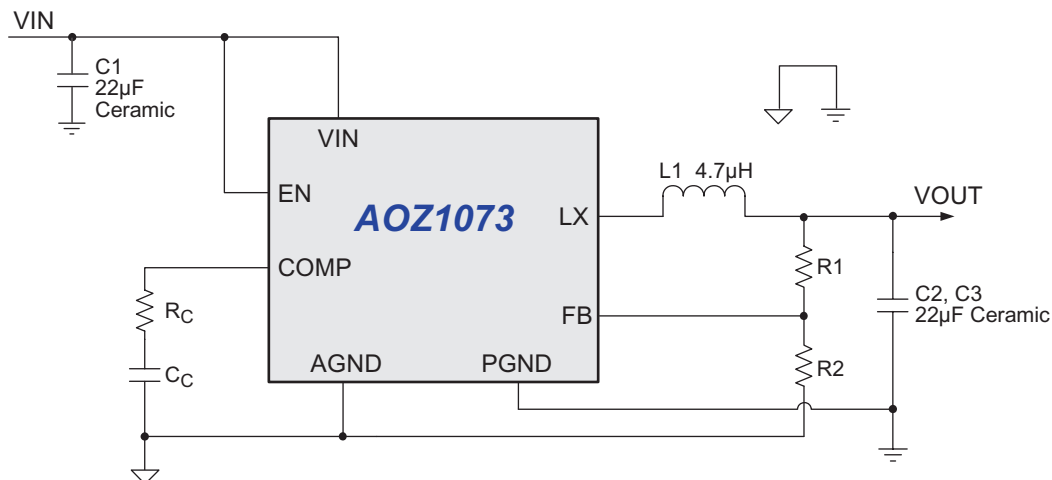 VIN
C1
22µF
Ceramic
VIN
EN
AOZ1073
LX
L1 4.7µH
VOUT
COMP
R1
RC
FB
C2, C3
22µF Ceramic
CC
AGND
PGND
R2